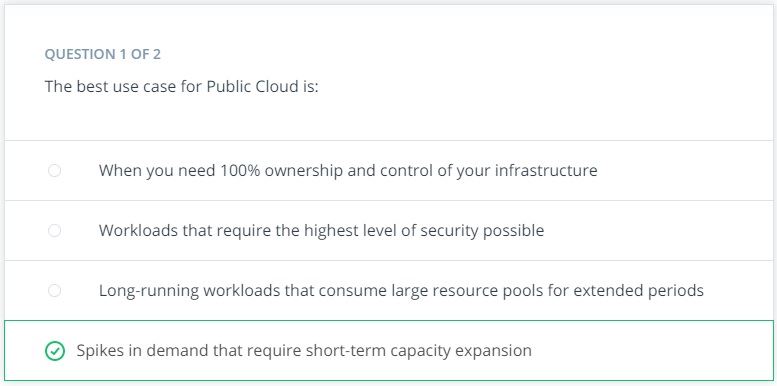 QUESTION 1 OF 2
The best use case for Public Cloud is:
When you need 100% ownership and control of your infrastructure
Workloads that require the highest level of security possible
Long-running workloads that consume large resource pools for extended periods
Spikes in demand that require short-term capacity expansion